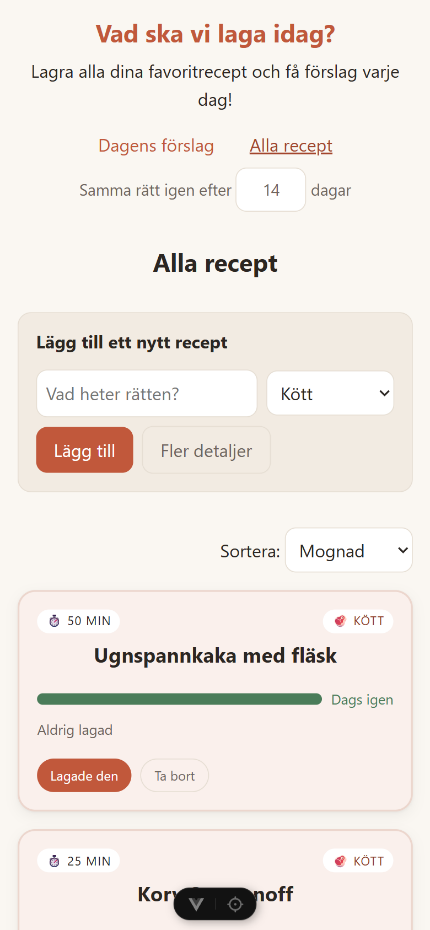 Vad ska vi laga idag?
Lagra alla dina favoritrecept och få förslag varje
dag!
Dagens förslag Alla recept
Samma rätt igen efter 14 dagar
Alla recept
Lägg till ett nytt recept
Vad heter rätten? Kött
Lägg till Fler detaljer
Sortera: Mognad
50 MIN KÖTT
Ugnspannkaka med fläsk
Dags igen
Aldrig lagad
Lagade den Ta bort
25 MIN KÖTT